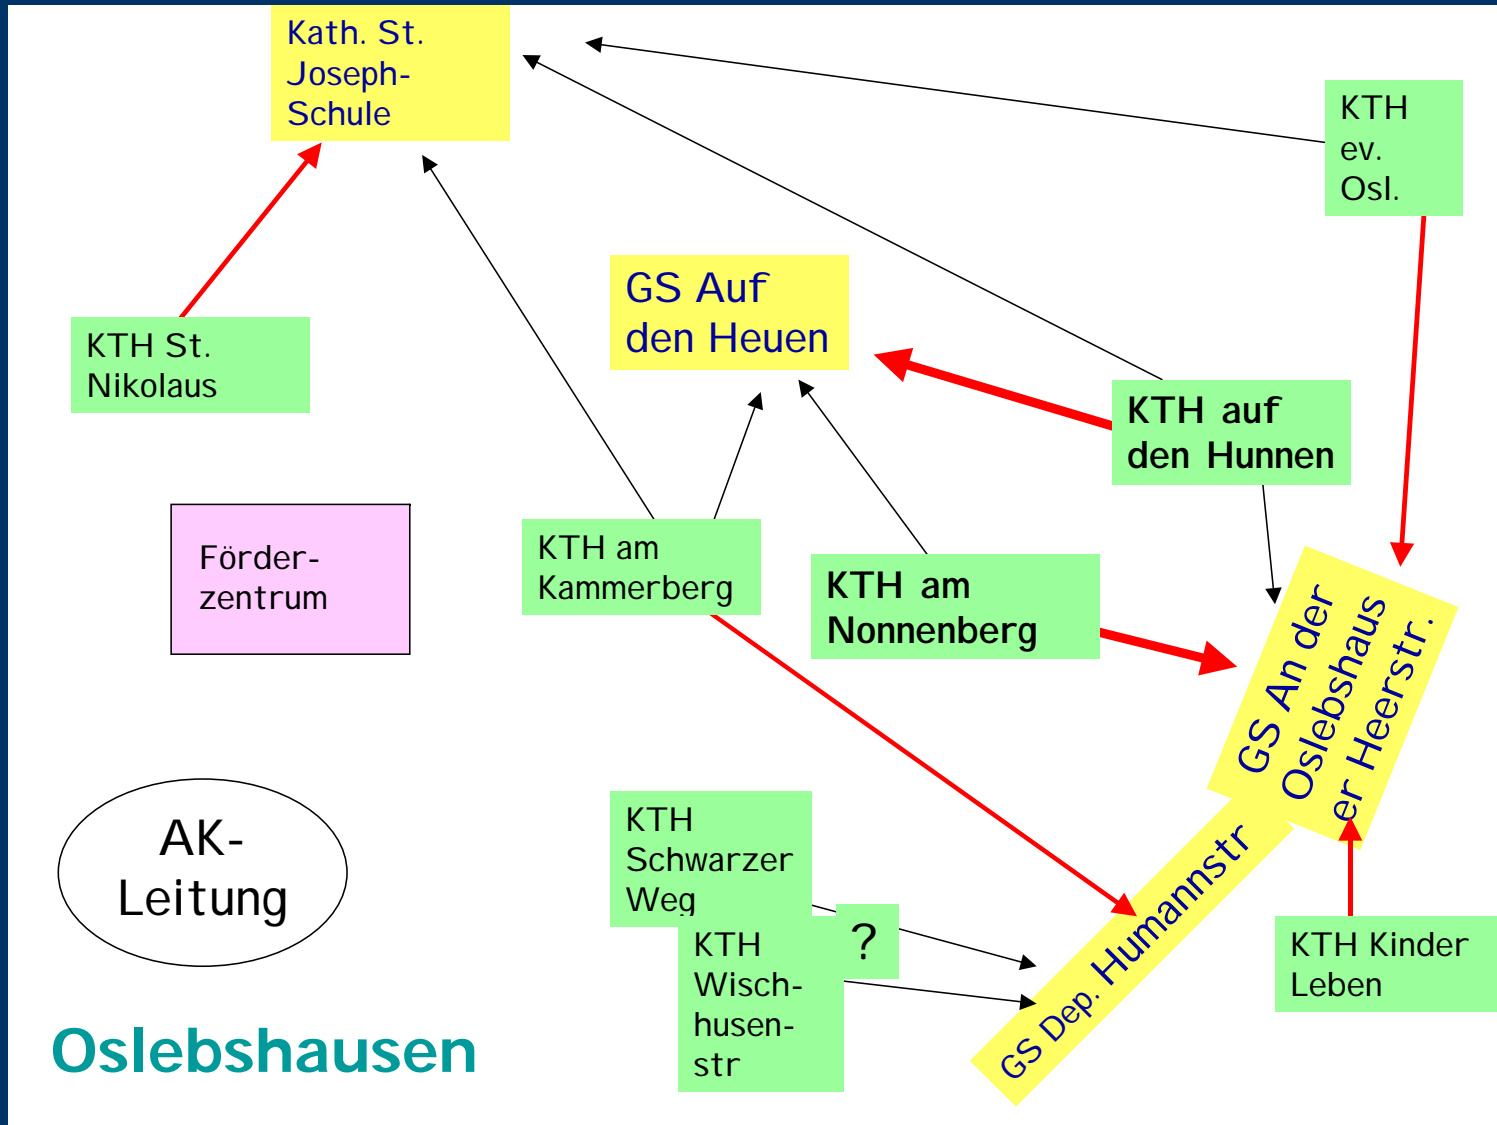 Kath. St.
Joseph-
Schule
KTH
ev.
Osl.
GS Auf
den Heuen
KTH St.
Nikolaus
KTH auf
den Hunnen
Förder-
zentrum
KTH am
Kammerberg
KTH am
Nonnenberg
GS An der
Oslebshaus
er Heerstr.
AK-
Leitung
KTH
Schwarzer
Weg
KTH
Wisch-
husen-
str
?
GS Dep. Humannstr
KTH Kinder
Leben
Oslebshausen